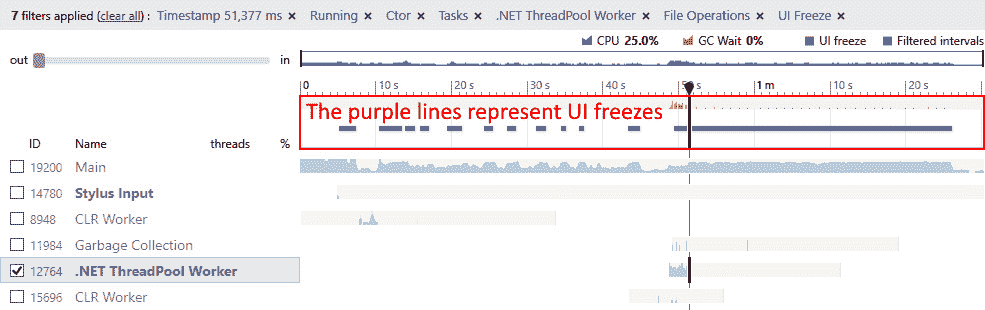 7 filters applied (clear all) : Timestamp 51,377 ms × Running × Ctor × Tasks × .NET ThreadPool Worker × File Operations × UI Freeze ×
CPU 25.0% GC Wait 0% UI freeze Filtered intervals
out in
0 10 s 20 s 30 s 40 s 1 m 10 s 20 s
The purple lines represent UI freezes
ID Name threads %
19200 Main
14780 Stylus Input
8948 CLR Worker
11984 Garbage Collection
12764 .NET ThreadPool Worker
15696 CLR Worker